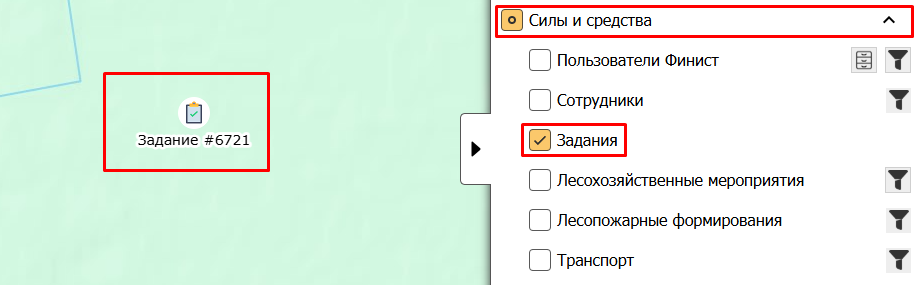 Силы и средства
Пользователи Финист
Сотрудники
Задание #6721
Задания
Лесохозяйственные мероприятия
Лесопожарные формирования
Транспорт